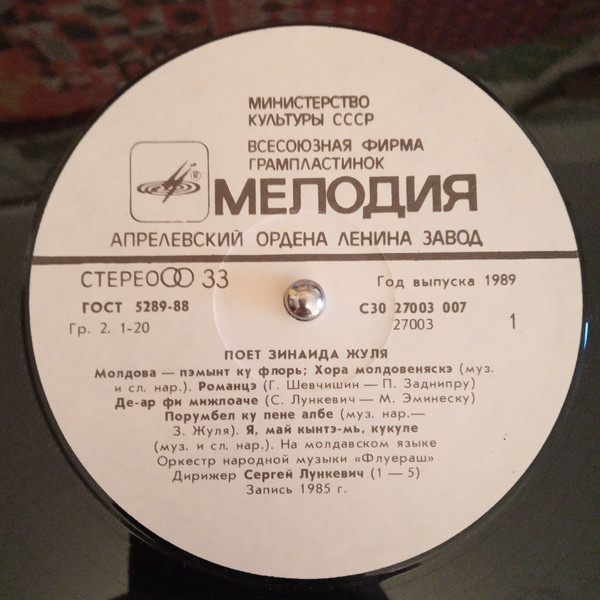 МИНИСТЕРСТВО
КУЛЬТУРЫ СССР
ВСЕСОЮЗНАЯ ФИРМА
ГРАМПЛАСТИНОК
®
МЕЛОДИЯ
АПРЕЛЕВСКИЙ ОРДЕНА ЛЕНИНА ЗАВОД
СТЕРЕО 33
Год выпуска 1989
ГОСТ 5289-88
С30 27003 007
Гр. 2. 1-20
27003
1
ПОЕТ ЗИНАИДА ЖУЛЯ
Молдова — пэмынт ку флорь; Хора молдовеняскэ (муз.
и сл. нар.). Романцэ (Г. Шевчишин — П. Заднипру)
Де-ар фи мижлоаче (С. Лункевич — М. Эминеску)
Порумбел ку пене албе (муз. нар.—
З. Жуля). Я, май кынтэ-мь, кукуле
(муз. и сл. нар.). На молдавском языке
Оркестр народной музыки «Флуераш»
Дирижер Сергей Лункевич (1 — 5)
Запись 1985 г.